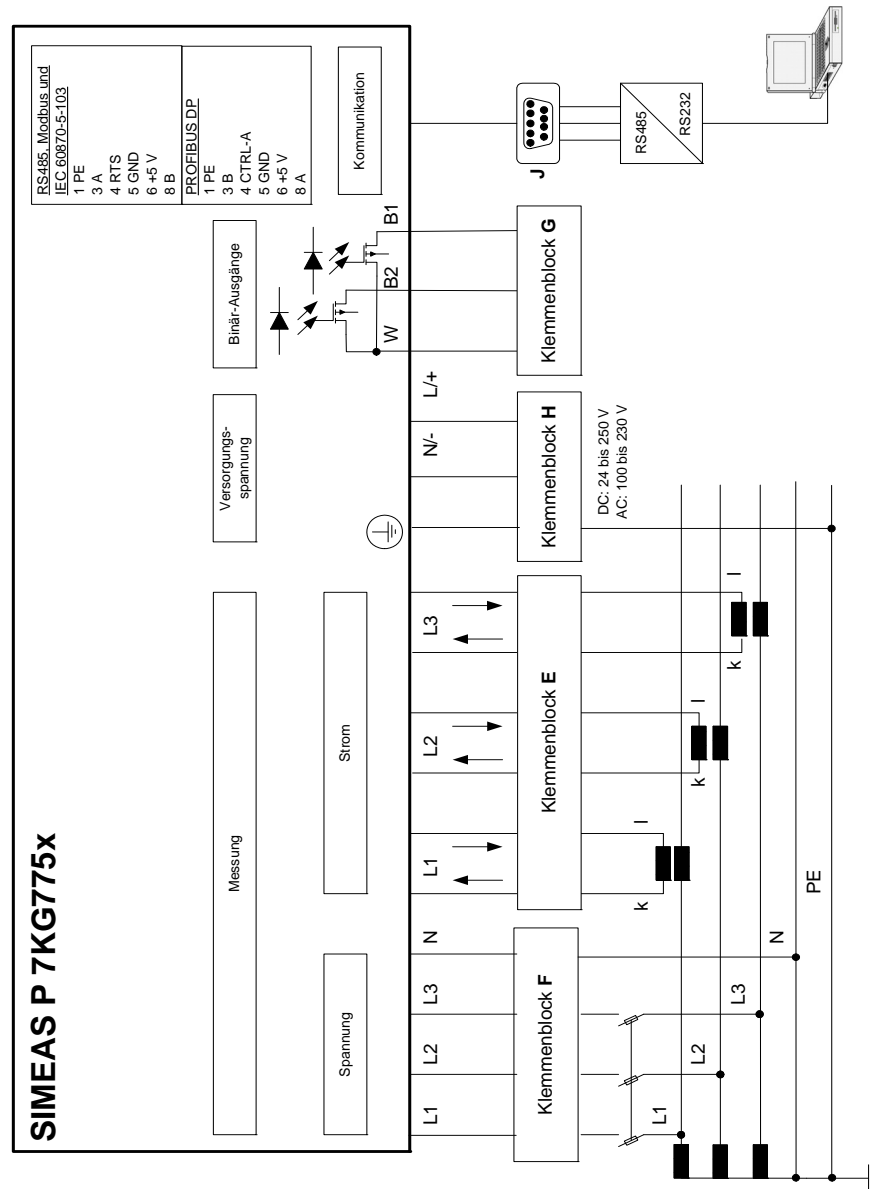 SIMEAS P 7KG775x
Messung
Spannung
Strom
Versorgungs-
spannung
Binär-Ausgänge
Kommunikation
RS485, Modbus und
IEC 60870-5-103
1 PE
3 A
4 RTS
5 GND
6 +5 V
8 B
PROFIBUS DP
1 PE
3 B
4 CTRL-A
5 GND
6 +5 V
8 A
L1
L2
L3
N
L1
L2
L3
N/-
L/+
W
B2
B1
Klemmenblock F
Klemmenblock E
Klemmenblock H
Klemmenblock G
J
DC: 24 bis 250 V
AC: 100 bis 230 V
RS485
RS232
k
l
k
l
k
l
L1
L2
L3
N
PE